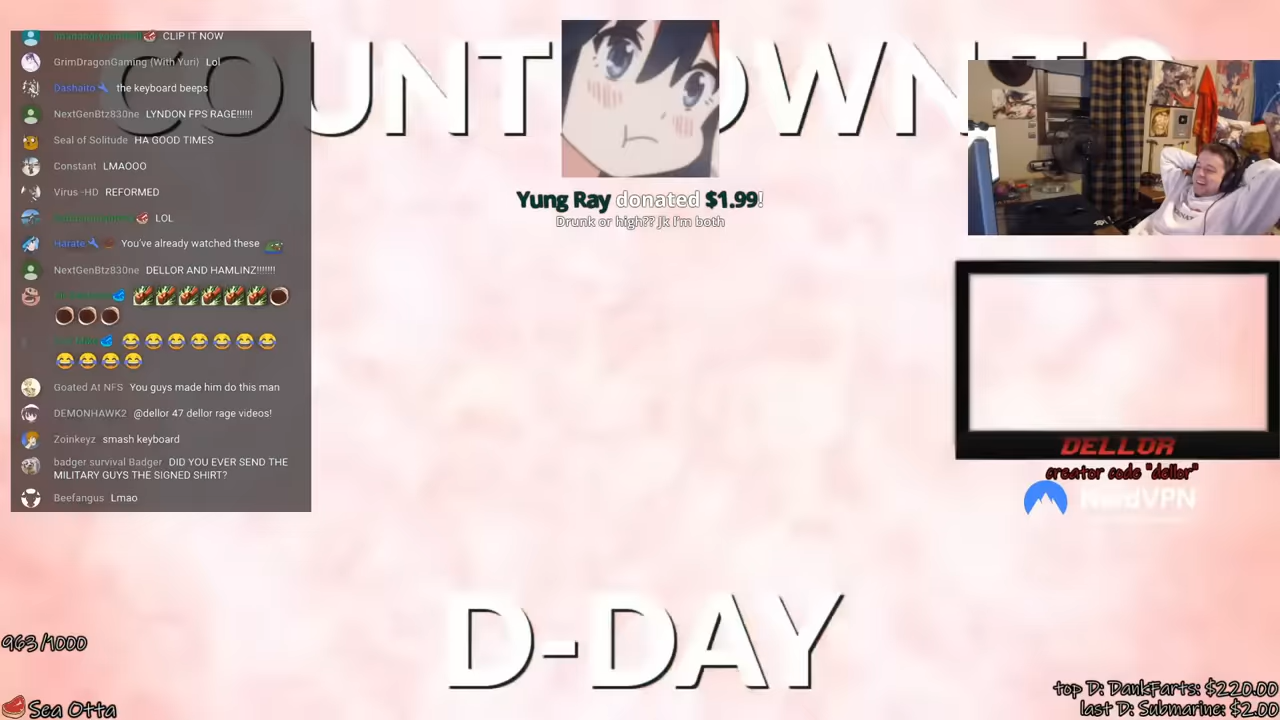 COUNTDOWN TO
CLIP IT NOW
GrimDragonGaming (With Yuri) Lol
Dashaito the keyboard beeps
NextGenBtz830ne LYNDON FPS RAGE!!!!!!
Seal of Solitude HA GOOD TIMES
Constant LMAOOO
Virus -HD REFORMED
LOL
Harate You've already watched these
NextGenBtz830ne DELLOR AND HAMLINZ!!!!!!!
Goated At NFS You guys made him do this man
DEMONHAWK2 @dellor 47 dellor rage videos!
Zoinkeyz smash keyboard
badger survival Badger DID YOU EVER SEND THE
MILITARY GUYS THE SIGNED SHIRT?
Beefangus Lmao
Yung Ray donated $1.99!
Drunk or high?? Jk I'm both
DELLOR
creator code "dellor"
NordVPN
D-DAY
963/1000
Sea Otta
top D: DankFarts: $220.00
last D: Submarine: $2.00